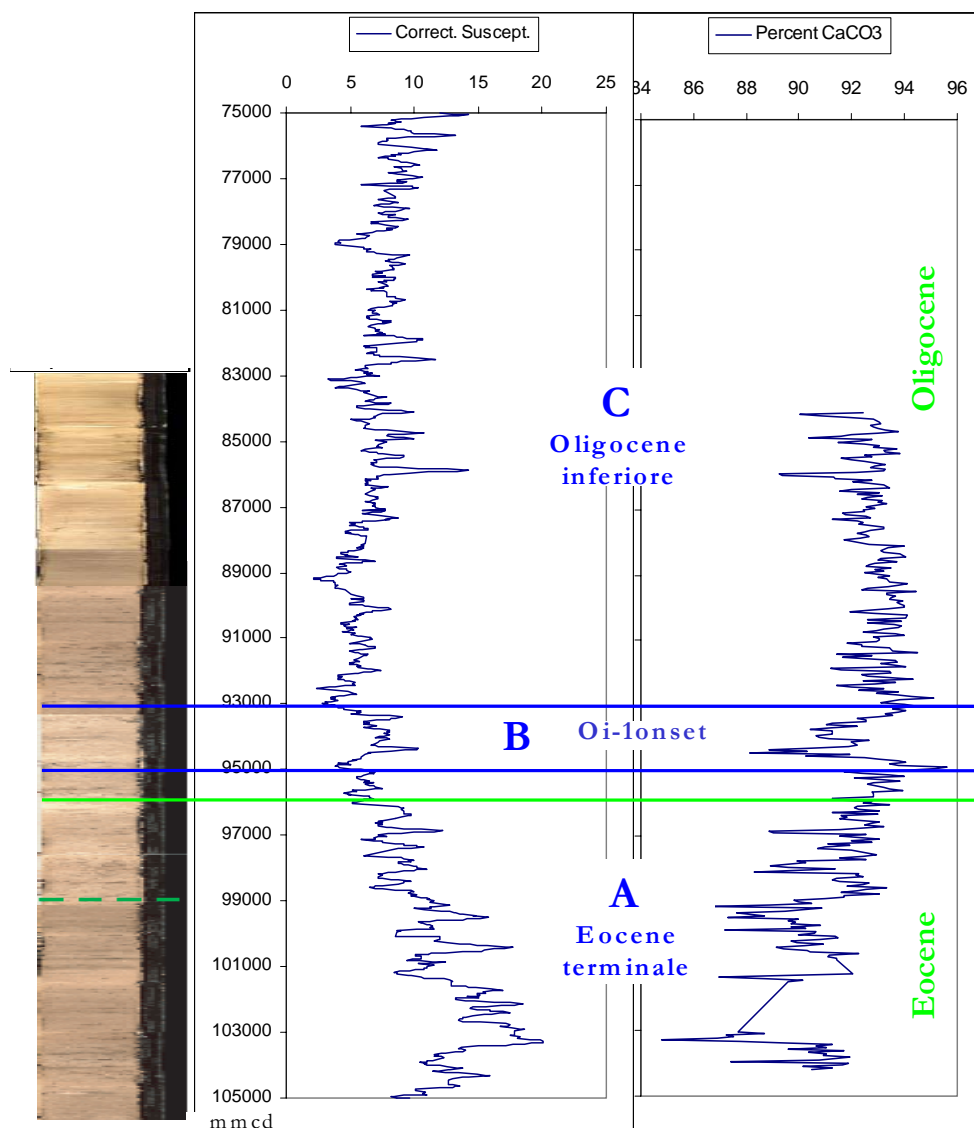 Correct. Suscept.
Percent CaCO3
0 5 10 15 20 25
84 86 88 90 92 94 96
75000
77000
79000
81000
83000
85000
87000
89000
91000
93000
95000
97000
99000
101000
103000
105000
mmcd
C
Oligocene
inferiore
B
Oi-1onset
A
Eocene
terminale
Oligocene
Eocene